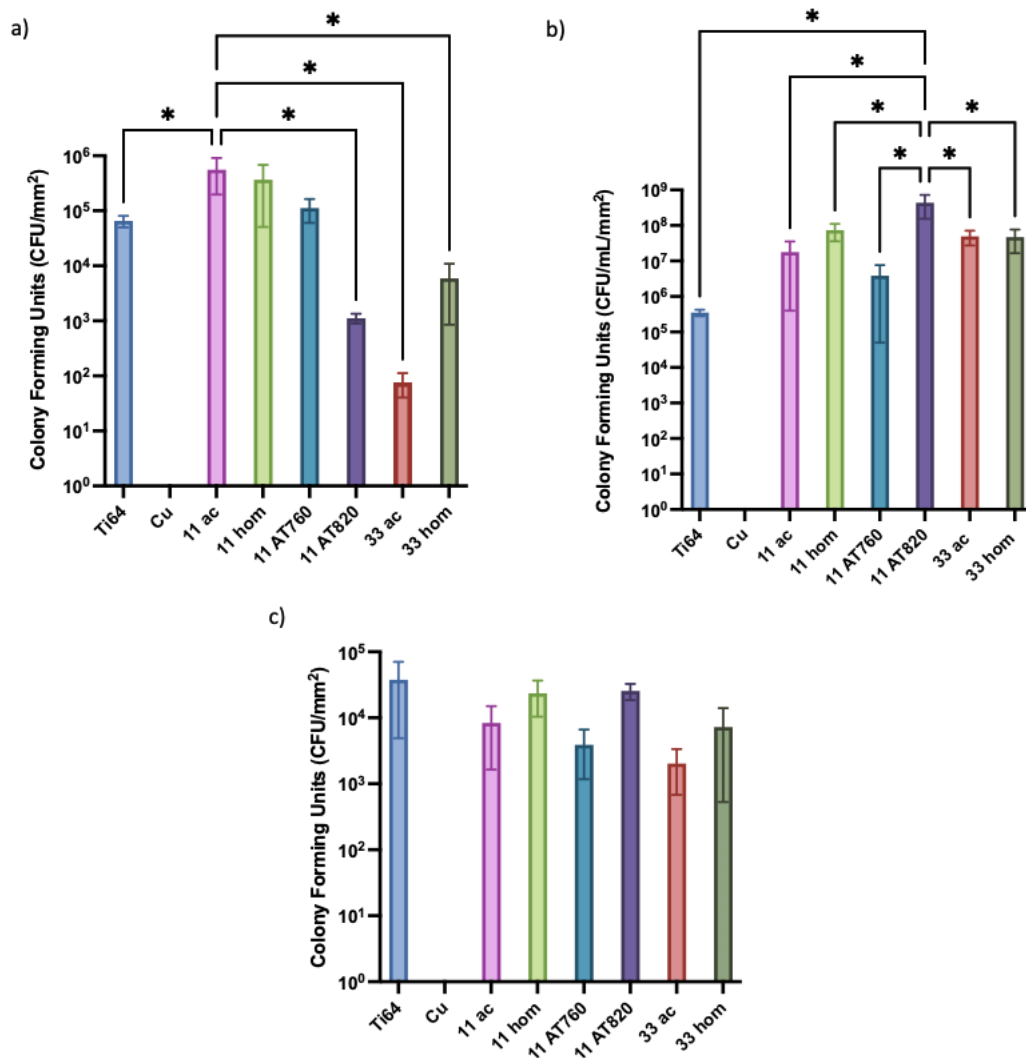 a)
*
*
*
*
Colony Forming Units (CFU/mm²)
10⁶
10⁵
10⁴
10³
10²
10¹
10⁰
Ti64
Cu
11 ac
11 hom
11 AT760
11 AT820
33 ac
33 hom
b)
*
*
*
*
*
*
Colony Forming Units (CFU/mL/mm²)
10⁹
10⁸
10⁷
10⁶
10⁵
10⁴
10³
10²
10¹
10⁰
Ti64
Cu
11 ac
11 hom
11 AT760
11 AT820
33 ac
33 hom
c)
Colony Forming Units (CFU/mm²)
10⁵
10⁴
10³
10²
10¹
10⁰
Ti64
Cu
11 ac
11 hom
11 AT760
11 AT820
33 ac
33 hom